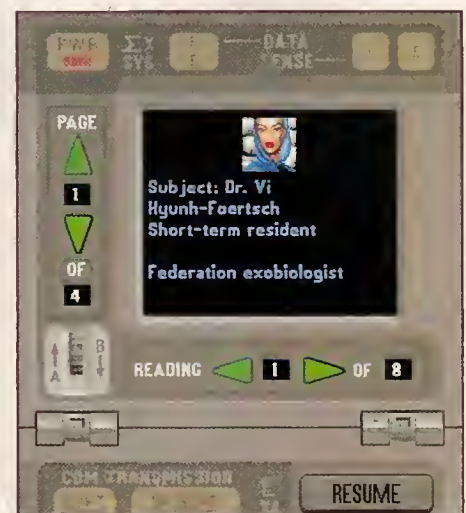 PWR
DATA
SENSE
PAGE
1
OF
4
Subject: Dr. Vi
Hyunh-Foertsch
Short-term resident
Federation exobiologist
A
B
READING 1 OF 8
COM TRANSMISSION
RESUME